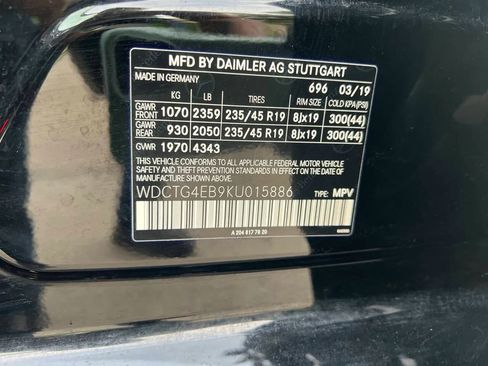 MFD BY DAIMLER AG STUTTGART
MADE IN GERMANY 696 03/19
KG LB TIRES RIM SIZE COLD KPA(PSI)
GAWR FRONT 1070 2359 235/45 R19 8Jx19 300(44)
GAWR REAR 930 2050 235/45 R19 8Jx19 300(44)
GVWR 1970 4343
THIS VEHICLE CONFORMS TO ALL APPLICABLE FEDERAL MOTOR VEHICLE
SAFETY AND THEFT PREVENTION STANDARDS IN EFFECT ON THE DATE
OF MANUFACTURE SHOWN ABOVE.
WDCTG4EB9KU015886 TYPE: MPV
A 204 817 79 20